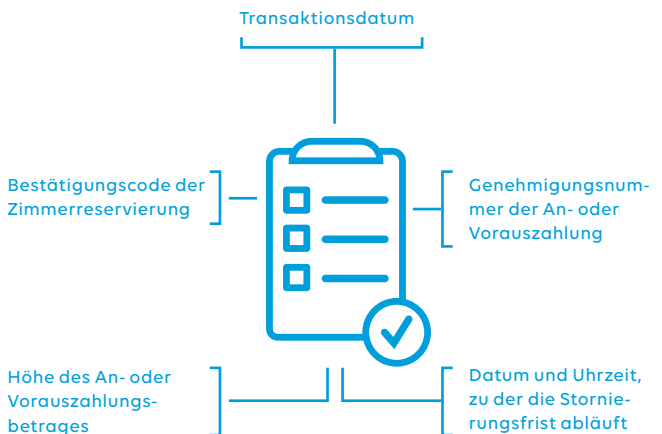 Transaktionsdatum
Bestätigungscode der
Zimmerreservierung
Genehmigungsnum-
mer der An- oder
Vorauszahlung
Höhe des An- oder
Vorauszahlungs-
betrages
Datum und Uhrzeit,
zu der die Stornie-
rungsfrist abläuft